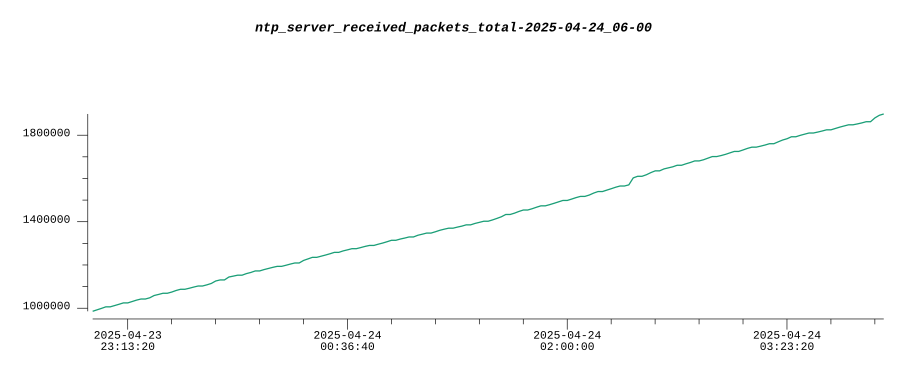 ntp_server_received_packets_total-2025-04-24_06-00
1800000
1400000
1000000
2025-04-23 2025-04-24 2025-04-24 2025-04-24
23:13:20 00:36:40 02:00:00 03:23:20